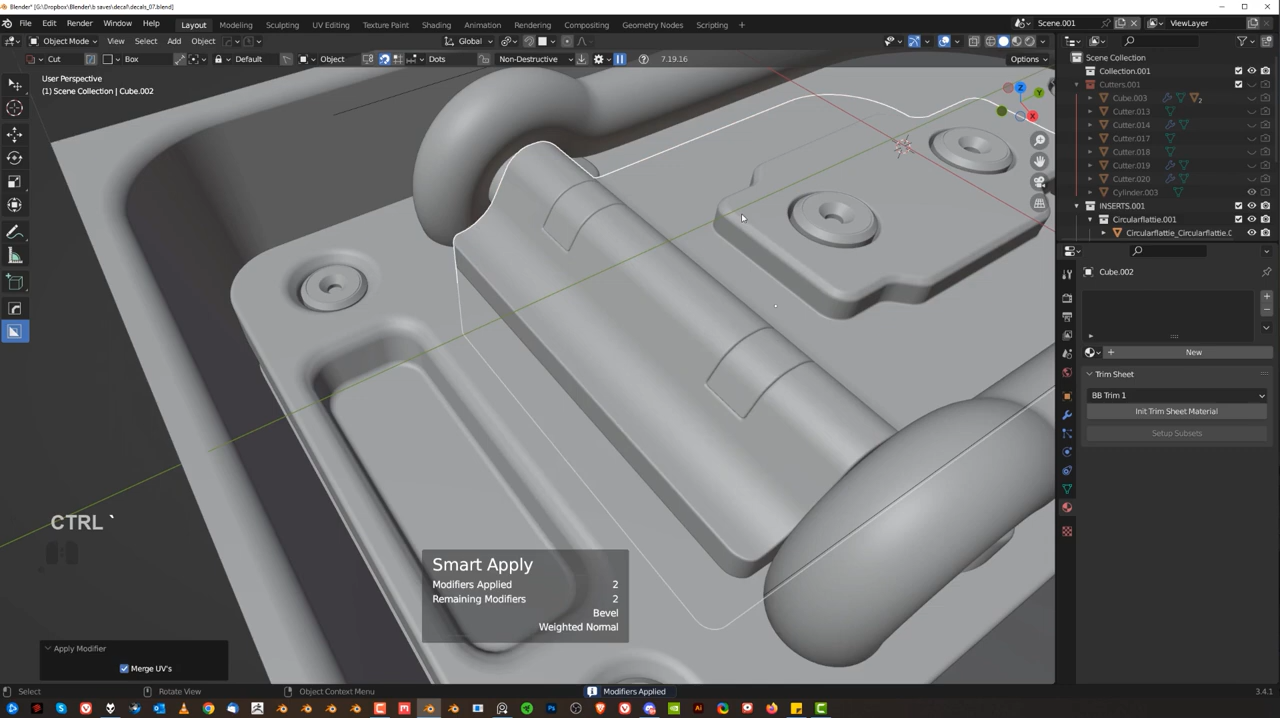 Blender* [G:\Dropbox\Blender\b saves\decal\decals_07.blend]
File Edit Render Window Help Layout Modeling Sculpting UV Editing Texture Paint Shading Animation Rendering Compositing Geometry Nodes Scripting + Scene.001 ViewLayer
Object Mode View Select Add Object Global
Cut Box Default Object Dots Non-Destructive 7.19.16 Options
User Perspective
(1) Scene Collection | Cube.002
Z
Y
X
Scene Collection
Collection.001
Cutters.001
Cube.003 2
Cutter.013
Cutter.014
Cutter.017
Cutter.018
Cutter.019
Cutter.020
Cylinder.003
INSERTS.001
Circularflattie.001
Circularflattie_Circularflattie.C
Cube.002
+ New
Trim Sheet
BB Trim 1
Init Trim Sheet Material
Setup Subsets
CTRL `
Smart Apply
Modifiers Applied 2
Remaining Modifiers 2
Bevel
Weighted Normal
Apply Modifier
Merge UV's
Select Rotate View Object Context Menu Modifiers Applied 3.4.1